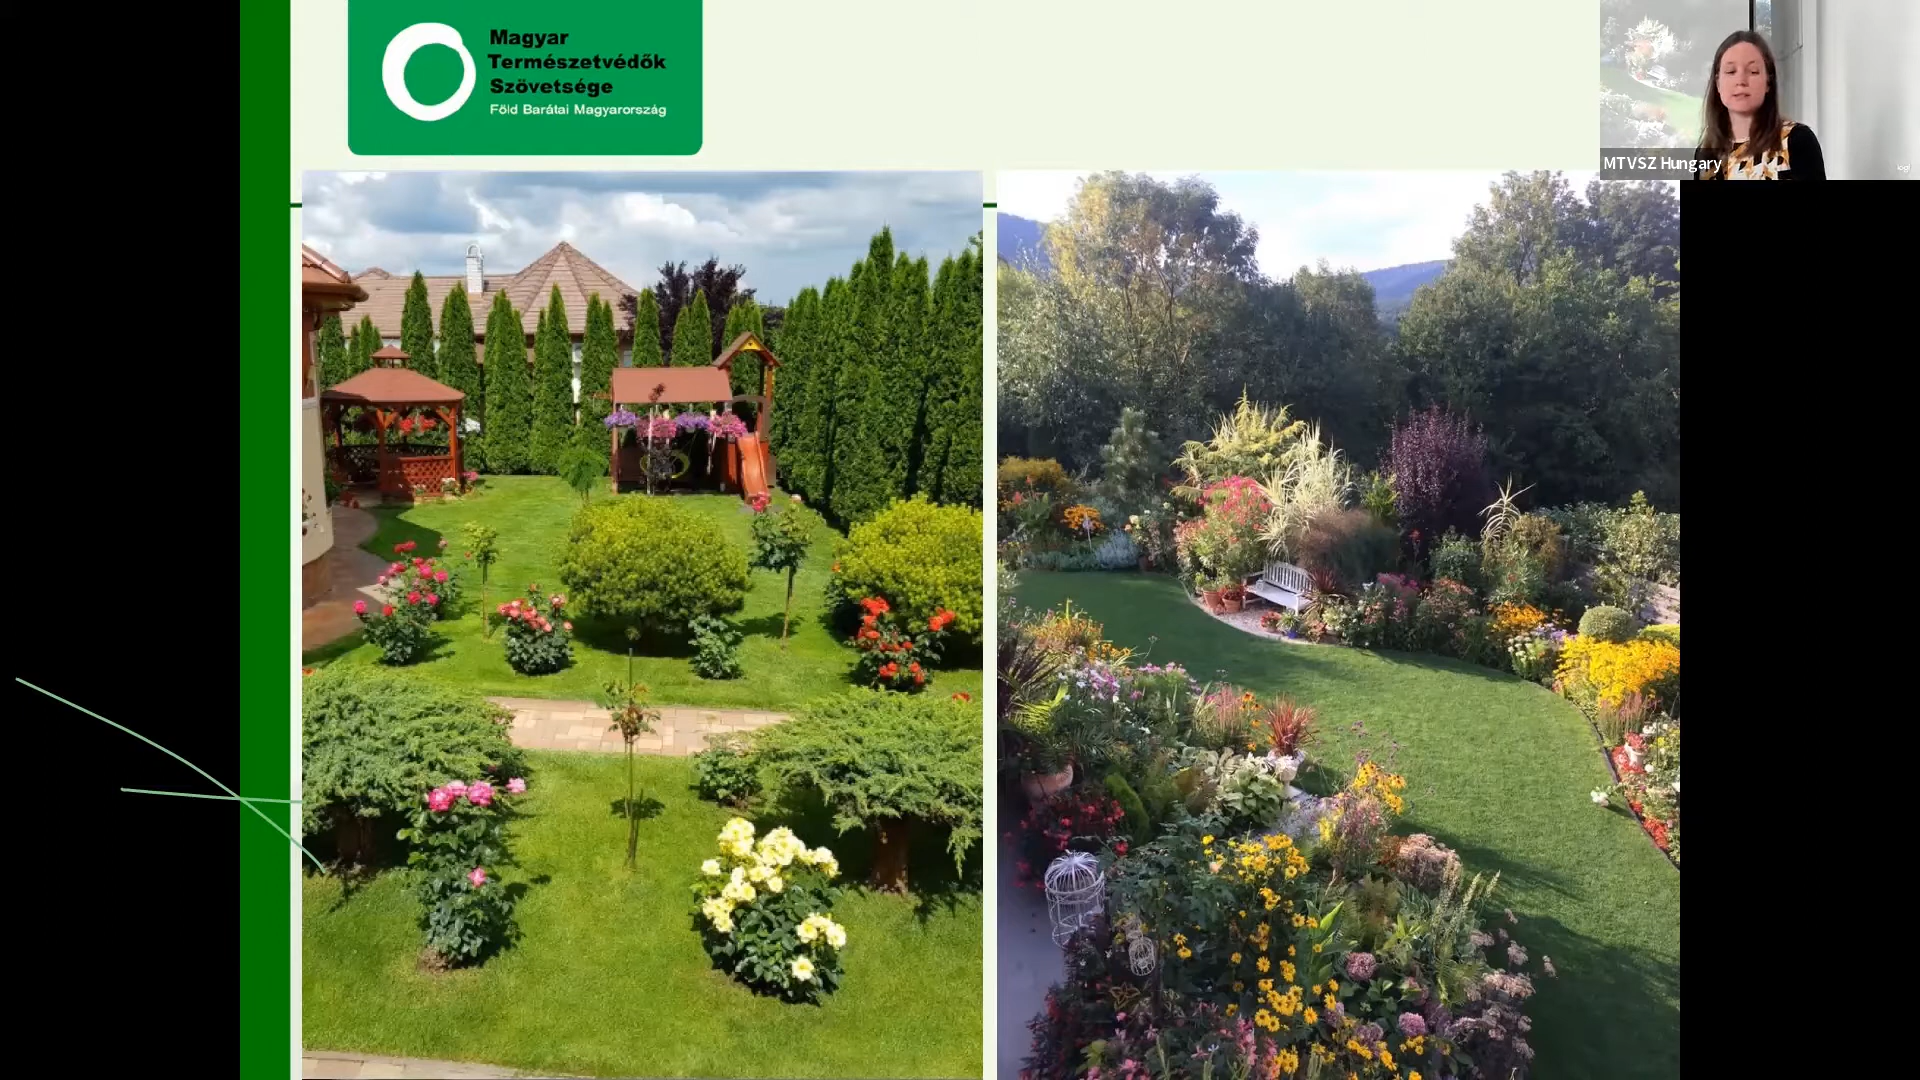 Magyar
Természetvédők
Szövetsége
Föld Barátai Magyarország
MTVSZ Hungary